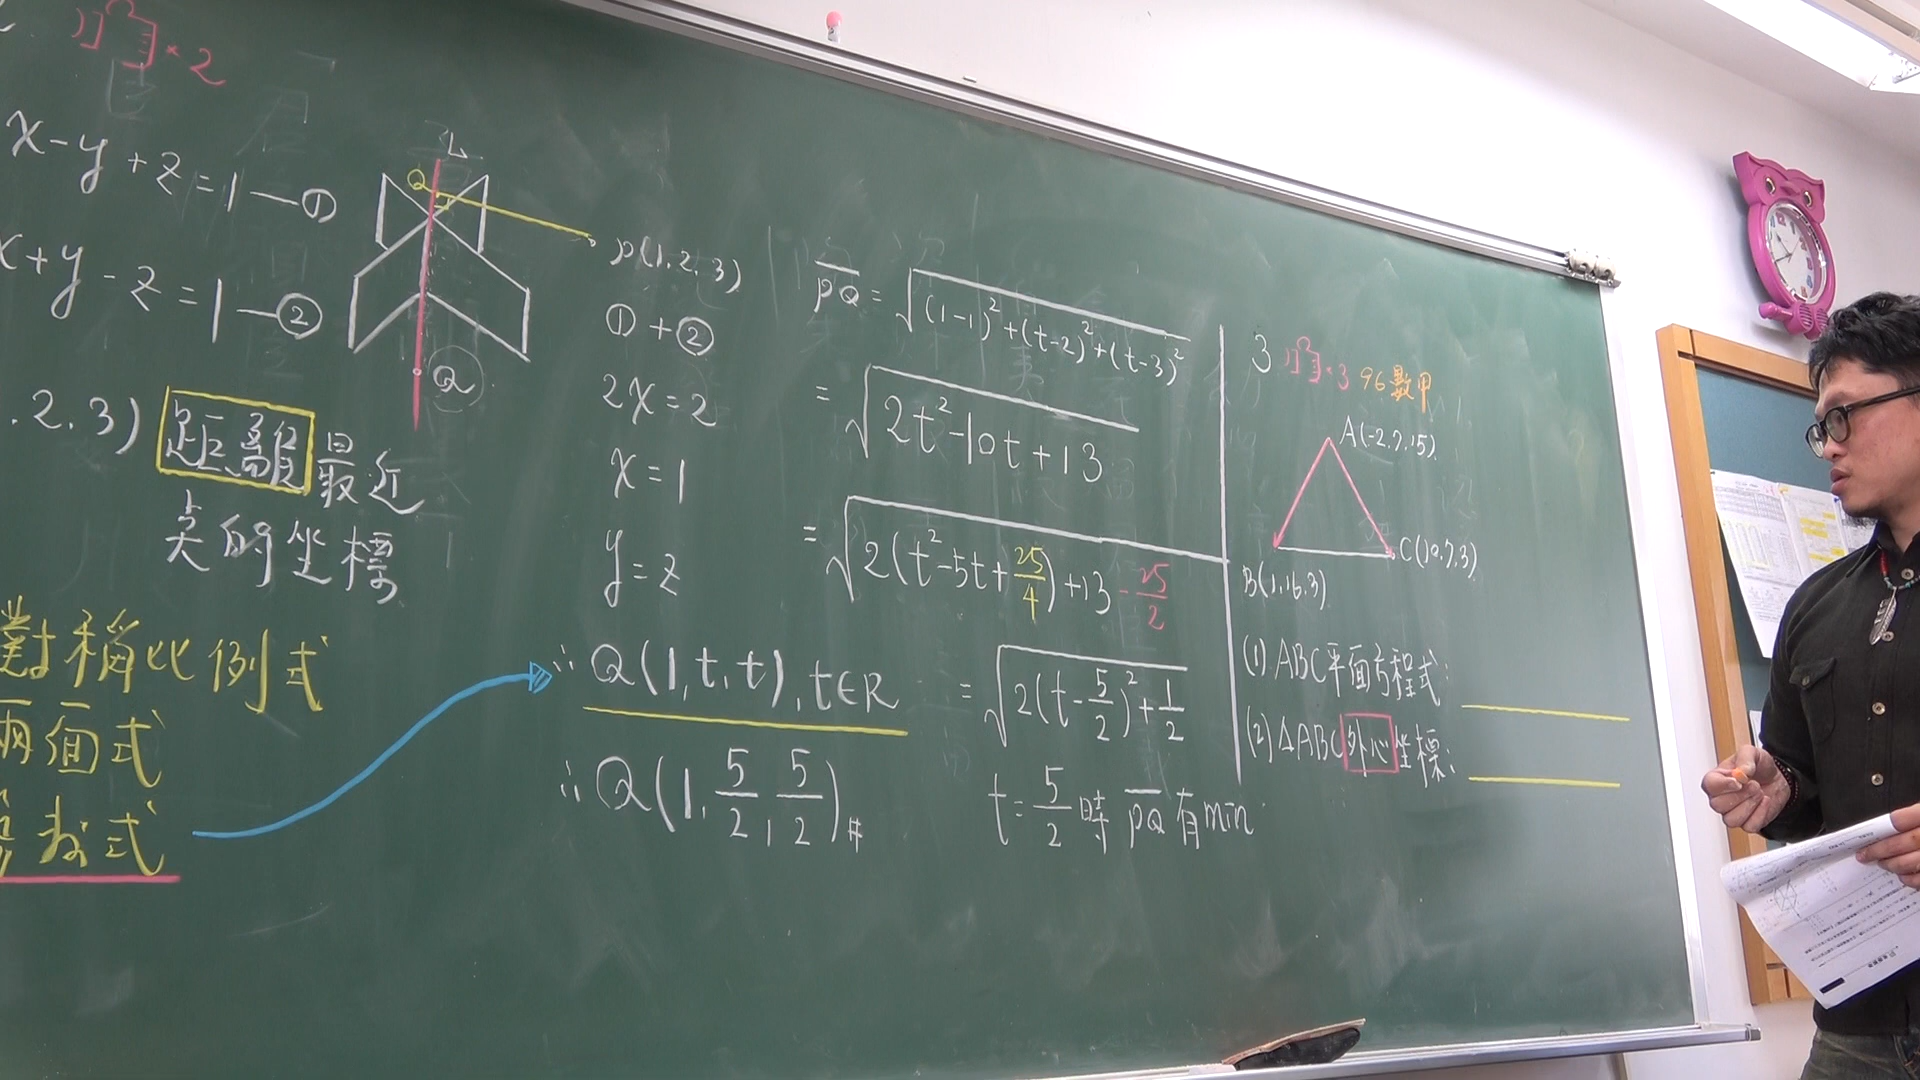 ×2
x-y+z=1—①
x+y-z=1—②
L
Q
Q
P(1,2,3)
.2.3) 距離最近
點的坐標
對稱比例式
兩面式
參數式
①+②
2x=2
x=1
y=z
∴Q(1,t,t),t∈R
∴Q(1,5/2,5/2)#
PQ=√((1-1)²+(t-2)²+(t-3)²)
=√(2t²-10t+13)
=√(2(t²-5t+25/4)+13-25/2)
=√(2(t-5/2)²+1/2)
t=5/2時 PQ有min
3 ×3 96數甲
A(-2,7,15)
B(1,16,3)
C(10,7,3)
(1)ABC平面方程式:
(2)△ABC外心坐標: